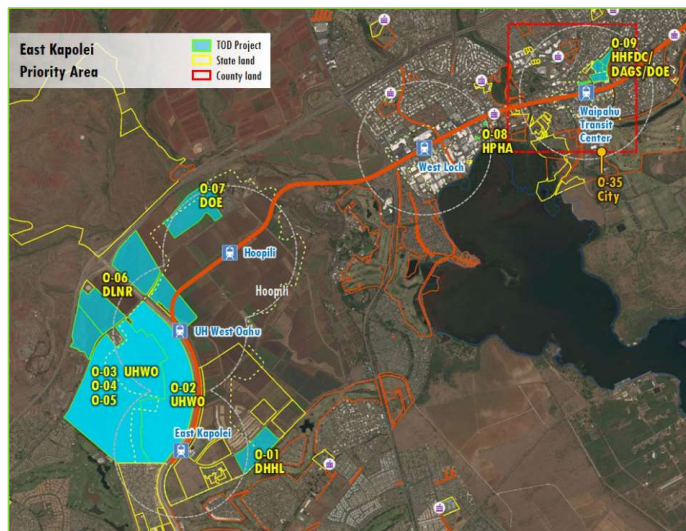 East Kapolei
Priority Area
TOD Project
State land
County land
O-09
HHFDC/
DAGS/DOE
Waipahu
Transit
Center
O-08
HPHA
West Loch
O-35
City
O-07
DOE
Hoopili
Hoopili
O-06
DLNR
UH West Oahu
O-03 UHWO
O-04
O-05
O-02
UHWO
East Kapolei
O-01
DHHL